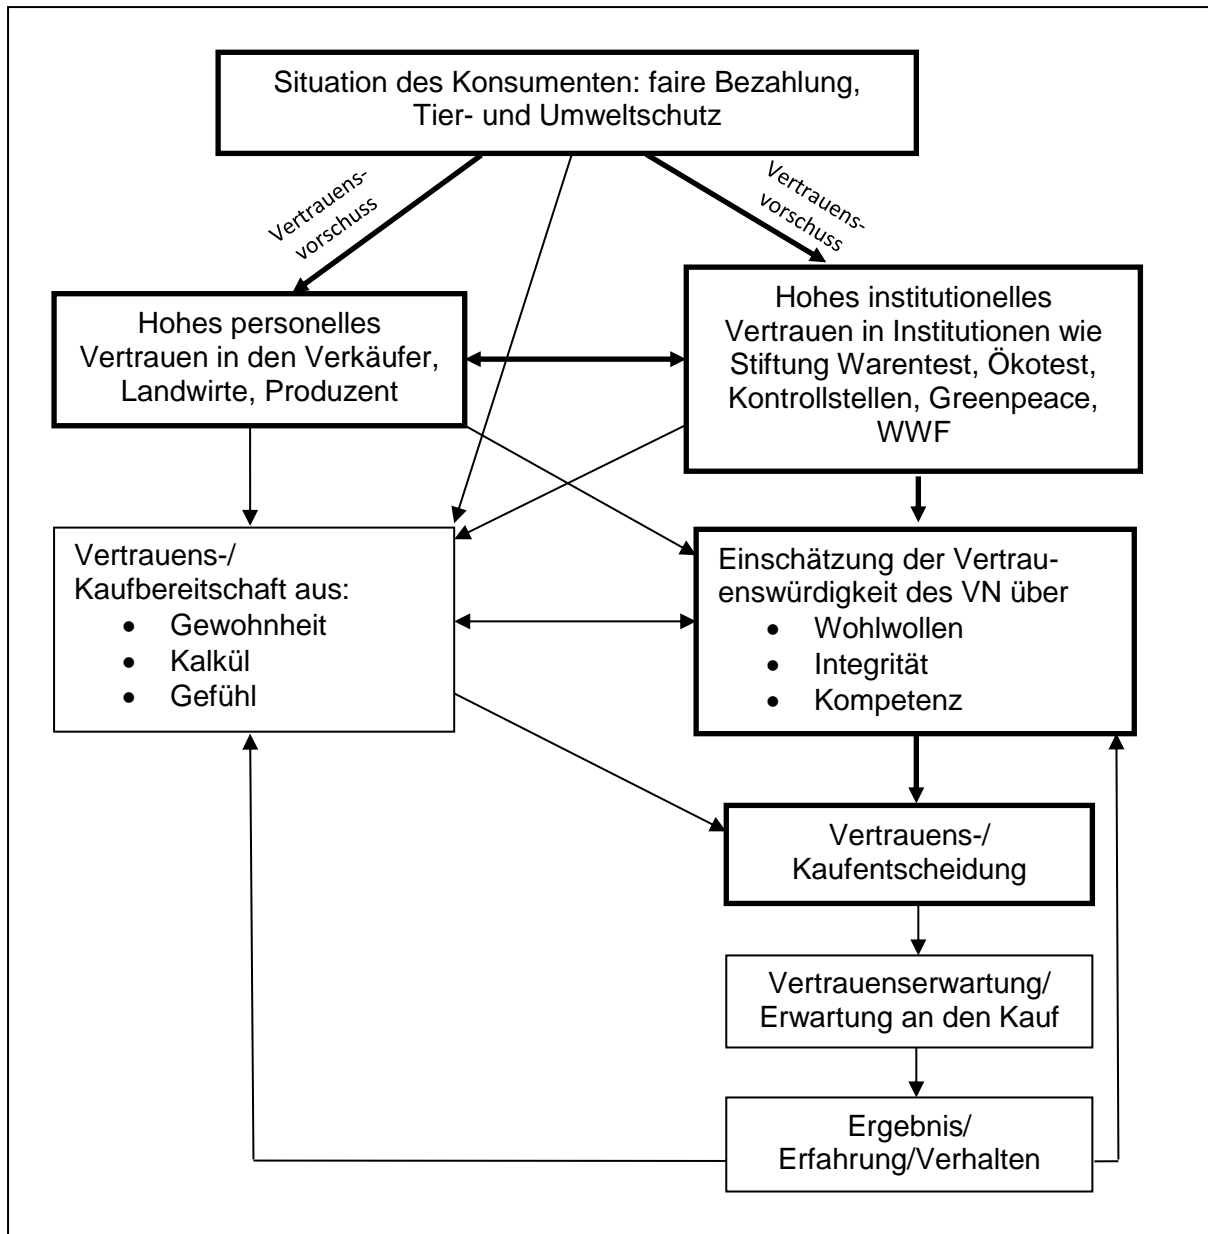 Situation des Konsumenten: faire Bezahlung,
Tier- und Umweltschutz
Vertrauens-
vorschuss
Vertrauens-
vorschuss
Hohes personelles
Vertrauen in den Verkäufer,
Landwirte, Produzent
Hohes institutionelles
Vertrauen in Institutionen wie
Stiftung Warentest, Ökotest,
Kontrollstellen, Greenpeace,
WWF
Vertrauens-/
Kaufbereitschaft aus:
• Gewohnheit
• Kalkül
• Gefühl
Einschätzung der Vertrau-
enswürdigkeit des VN über
• Wohlwollen
• Integrität
• Kompetenz
Vertrauens-/
Kaufentscheidung
Vertrauenserwartung/
Erwartung an den Kauf
Ergebnis/
Erfahrung/Verhalten